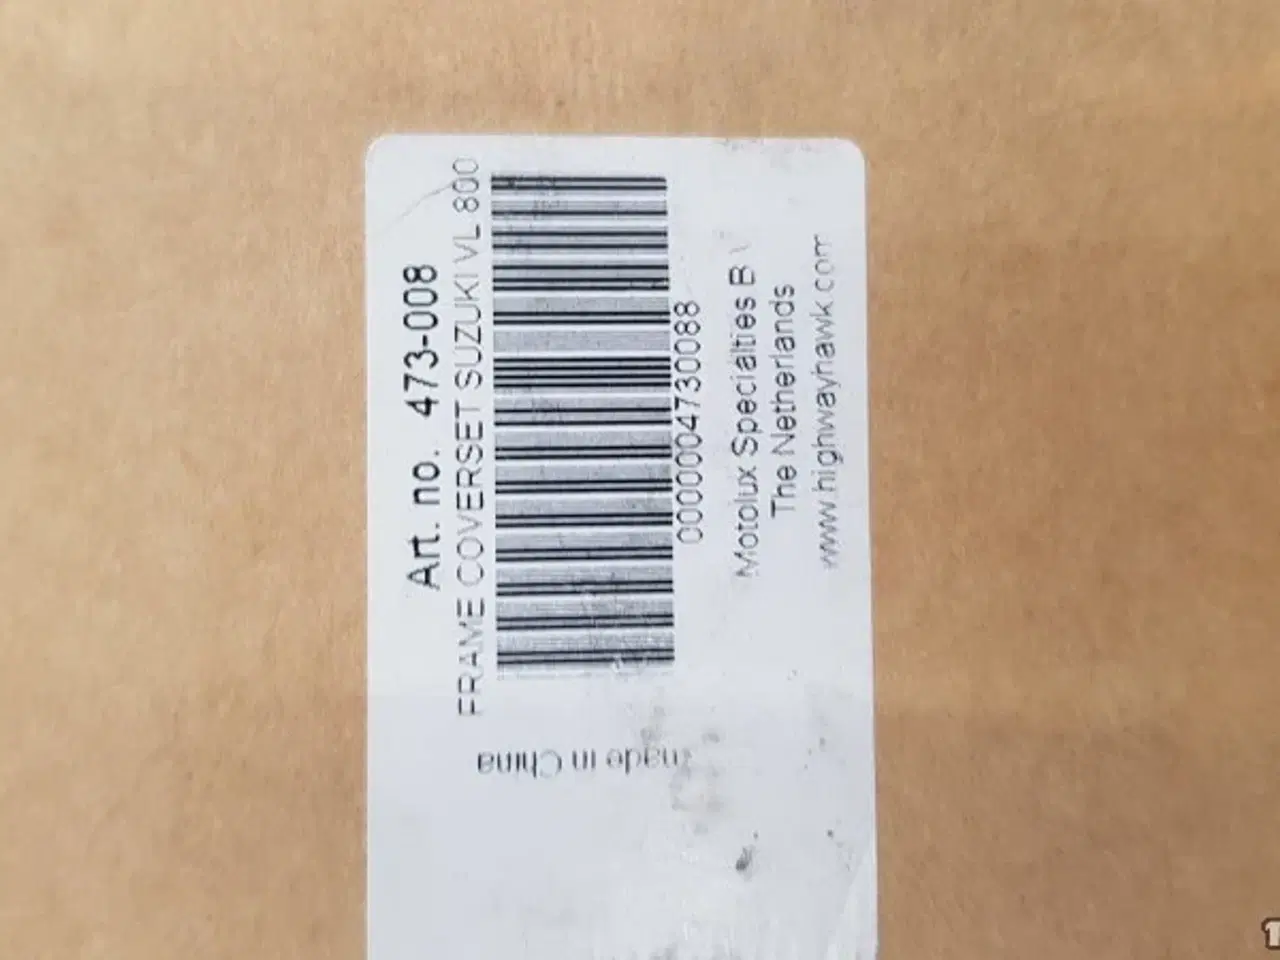 Art. no. 473-008
FRAME COVERSET SUZUKI VL 800
0000004730088
Motolux Specialties B
The Netherlands
www.highwayhawk.com
made in China